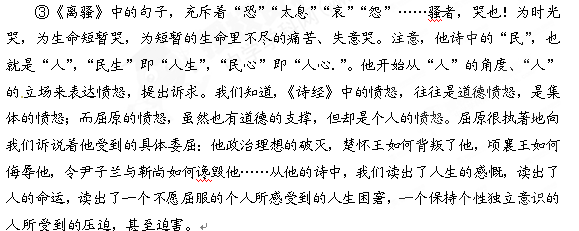 ③《离骚》中的句子，充斥着“恐”“太息”“哀”“怨”……骚者，哭也！为时光
哭，为生命短暂哭，为短暂的生命里不尽的痛苦、失意哭。注意，他诗中的“民”，也
就是“人”，“民生”即“人生”，“民心”即“人心.”。他开始从“人”的角度、“人”
的立场来表达愤怒，提出诉求。我们知道，《诗经》中的愤怒，往往是道德愤怒，是集
体的愤怒；而屈原的愤怒，虽然也有道德的支撑，但却是个人的愤怒。屈原很执著地向
我们诉说着他受到的具体委屈：他政治理想的破灭，楚怀王如何背叛了他，顷襄王如何
侮辱他，令尹子兰与靳尚如何谗毁他……从他的诗中，我们读出了人生的感慨，读出了
人的命运，读出了一个不愿屈服的个人所感受到的人生困窘，一个保持个性独立意识的
人所受到的压迫，甚至迫害。